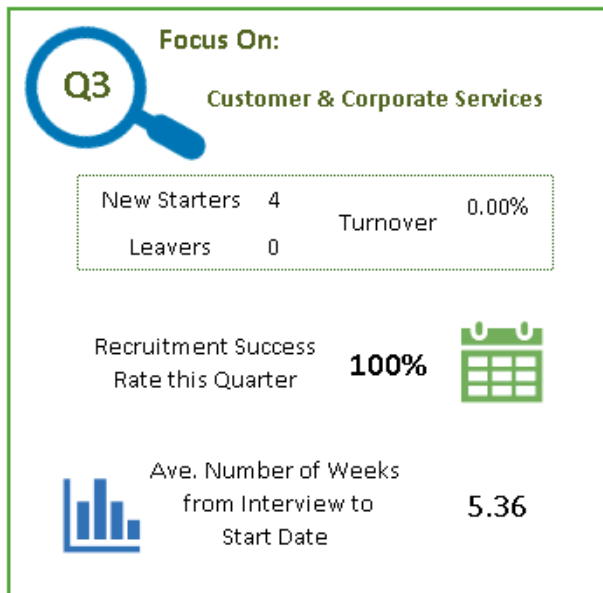 Focus On:
Q3
Customer & Corporate Services
New Starters 4
Turnover 0.00%
Leavers 0
Recruitment Success
Rate this Quarter
100%
Ave. Number of Weeks
from Interview to
Start Date
5.36